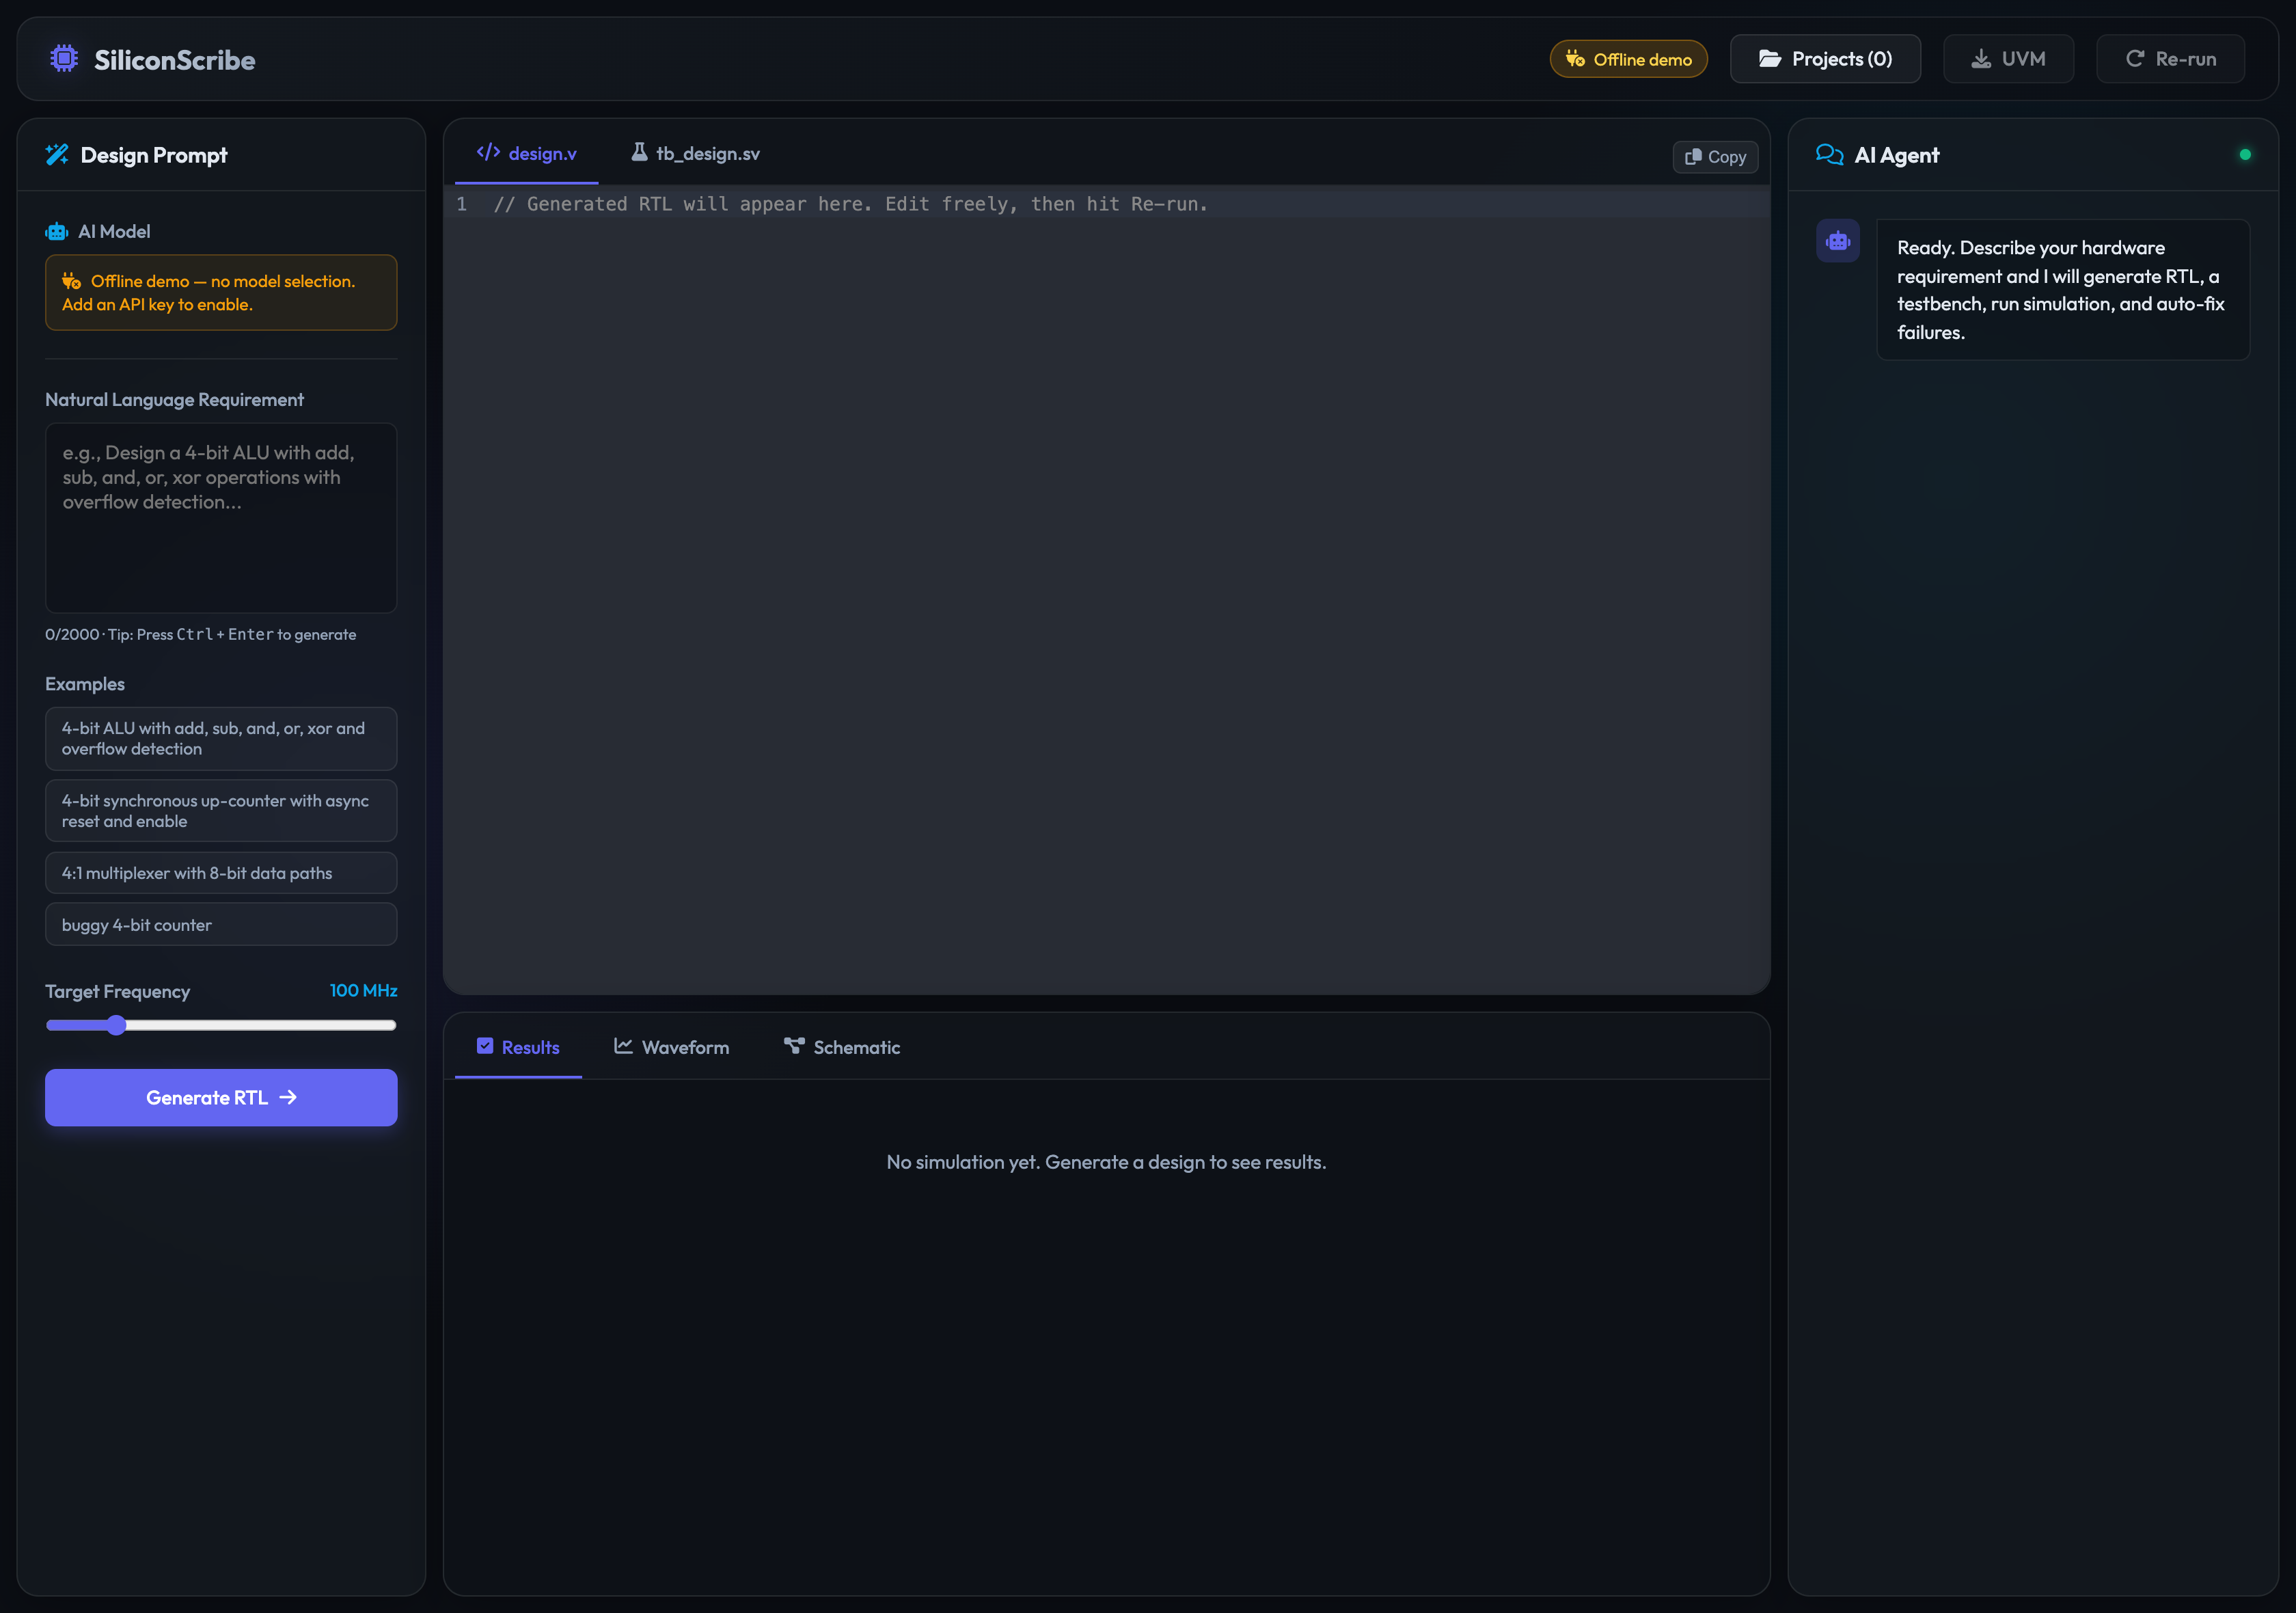 SiliconScribe
Offline demo
Projects (0)
UVM
Re-run
Design Prompt
AI Model
Offline demo — no model selection.
Add an API key to enable.
Natural Language Requirement
e.g., Design a 4-bit ALU with add,
sub, and, or, xor operations with
overflow detection...
0/2000 · Tip: Press Ctrl + Enter to generate
Examples
4-bit ALU with add, sub, and, or, xor and
overflow detection
4-bit synchronous up-counter with async
reset and enable
4:1 multiplexer with 8-bit data paths
buggy 4-bit counter
Target Frequency
100 MHz
Generate RTL →
</> design.v
tb_design.sv
Copy
1 // Generated RTL will appear here. Edit freely, then hit Re-run.
Results
Waveform
Schematic
No simulation yet. Generate a design to see results.
AI Agent
Ready. Describe your hardware
requirement and I will generate RTL, a
testbench, run simulation, and auto-fix
failures.